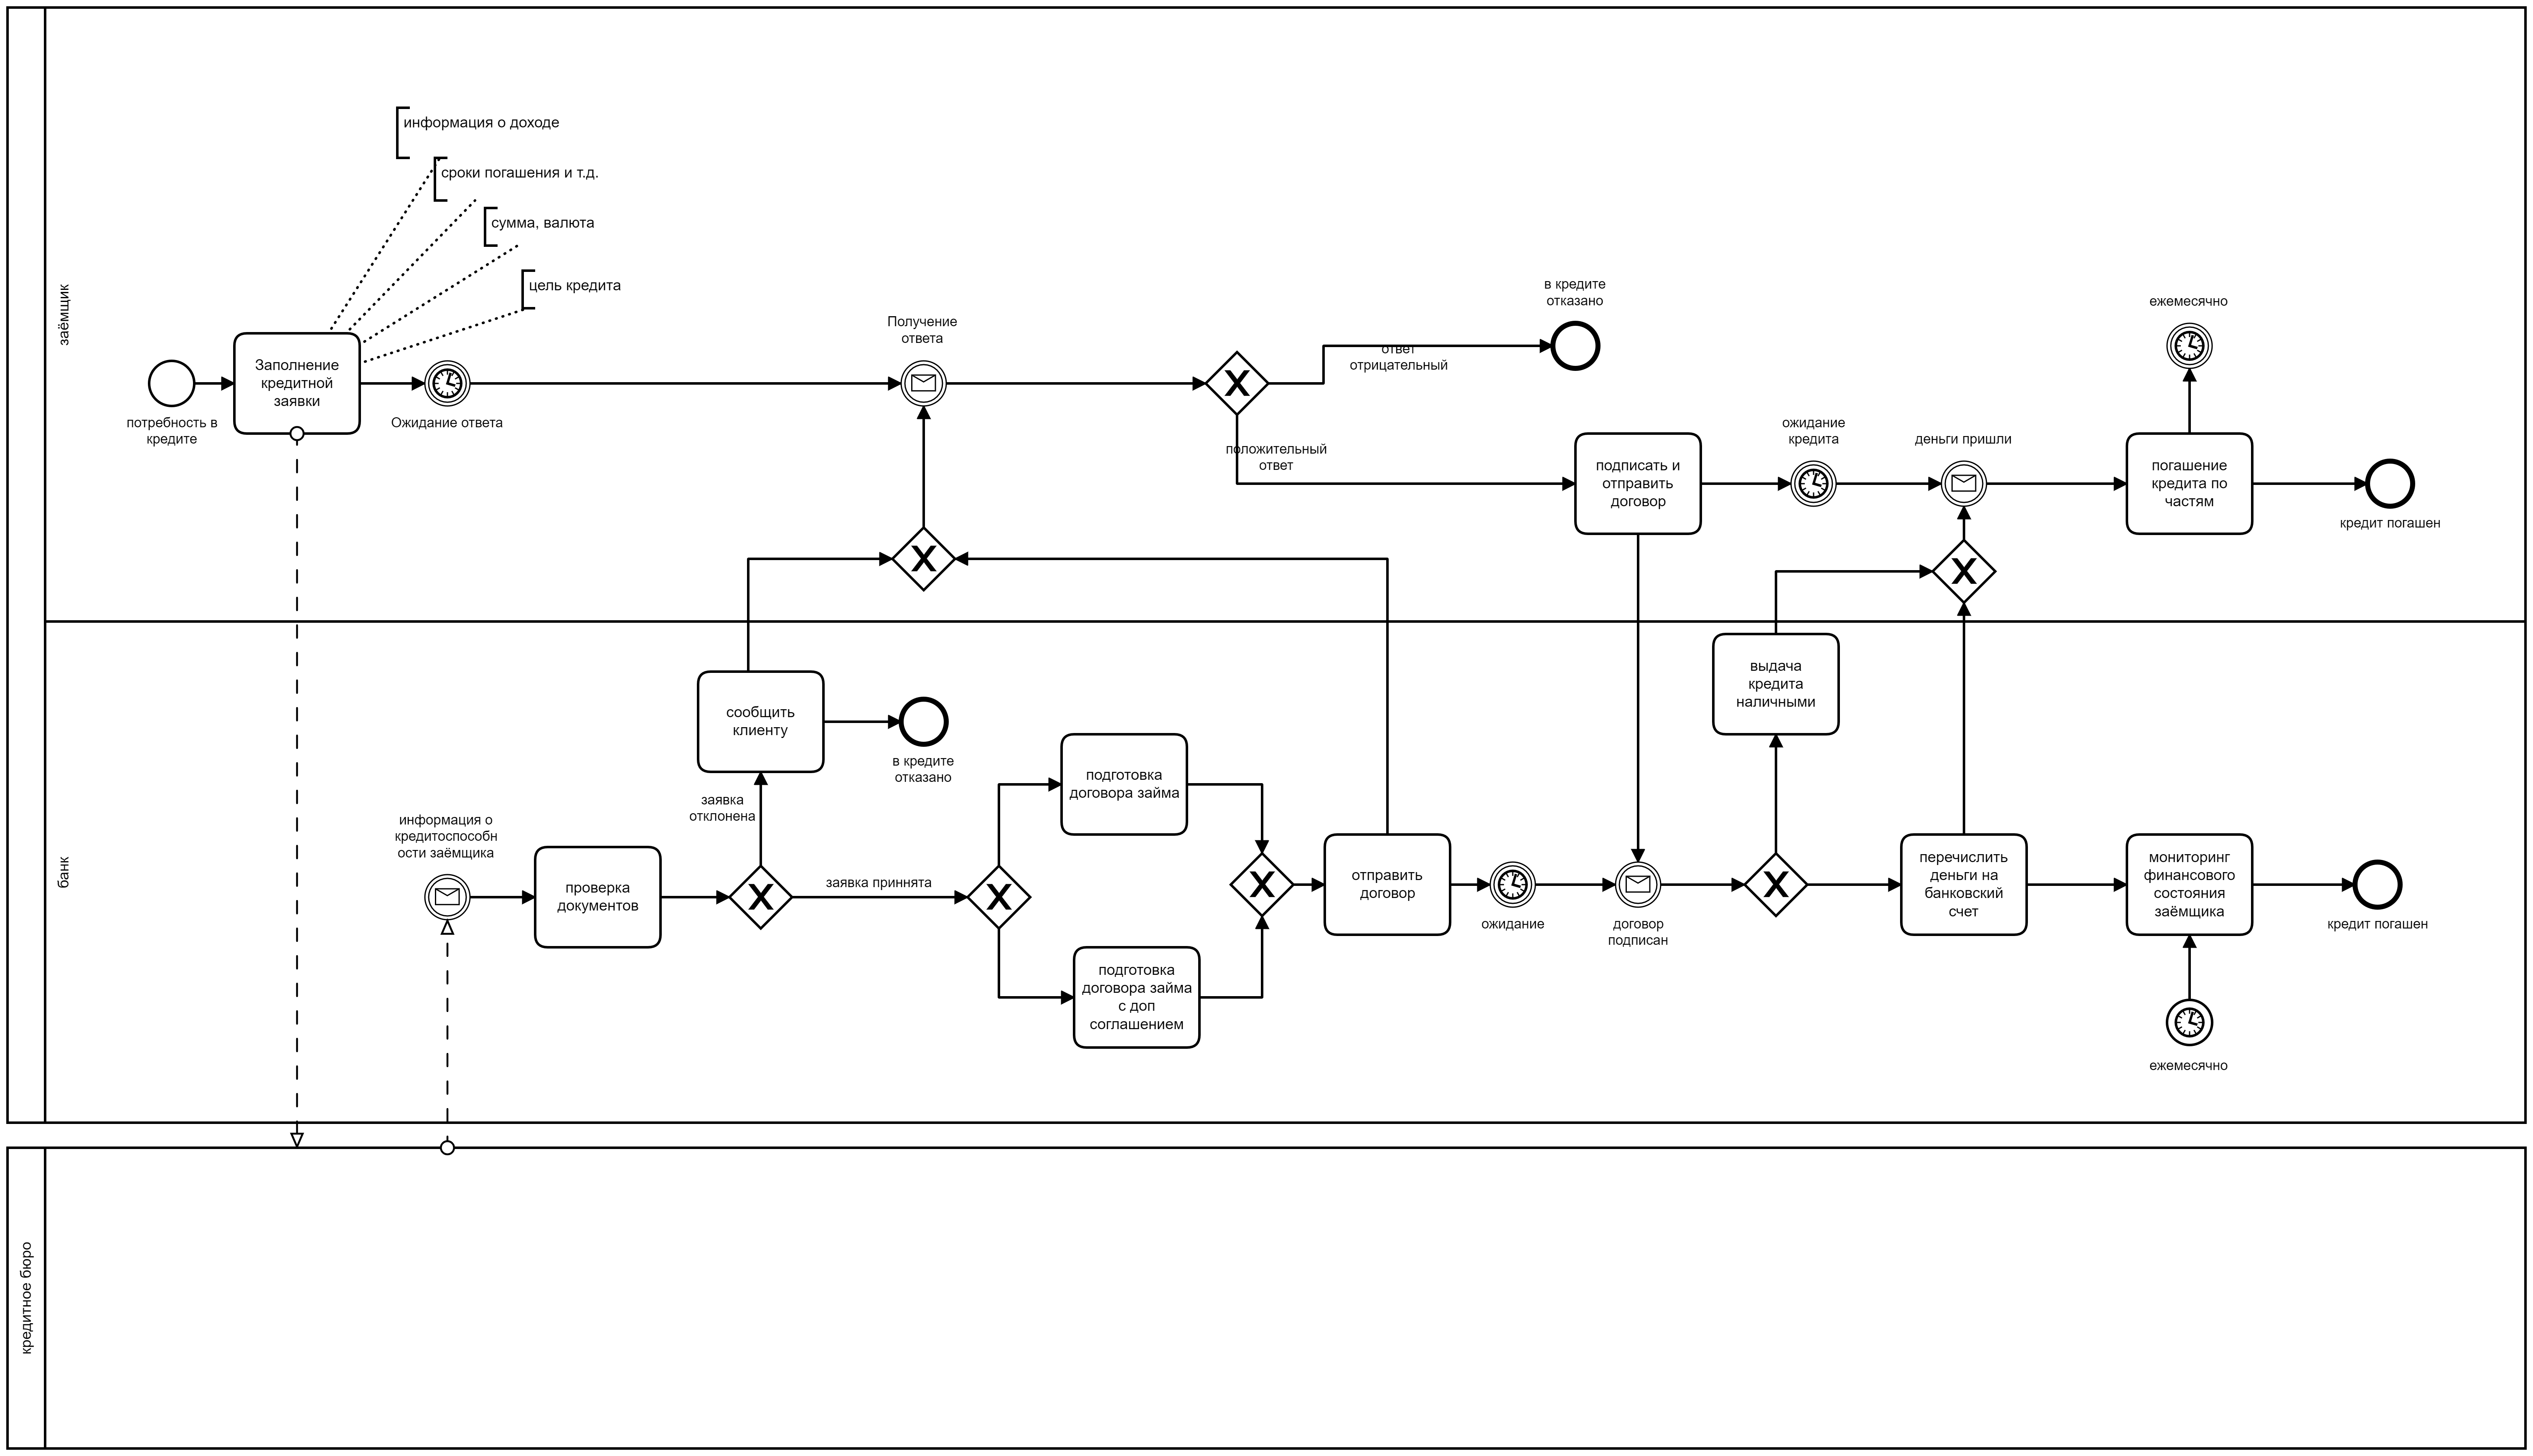 информация о доходе
сроки погашения и т.д.
сумма, валюта
цель кредита
заёмщик
потребность в
кредите
Заполнение
кредитной
заявки
Ожидание ответа
Получение
ответа
ответ
отрицательный
в кредите
отказано
положительный
ответ
подписать и
отправить
договор
ожидание
кредита
деньги пришли
погашение
кредита по
частям
ежемесячно
кредит погашен
банк
информация о
кредитоспособн
ости заёмщика
проверка
документов
заявка
отклонена
сообщить
клиенту
в кредите
отказано
заявка приннята
подготовка
договора займа
подготовка
договора займа
с доп
соглашением
отправить
договор
ожидание
договор
подписан
выдача
кредита
наличными
перечислить
деньги на
банковский
счет
мониторинг
финансового
состояния
заёмщика
кредит погашен
ежемесячно
кредитное бюро